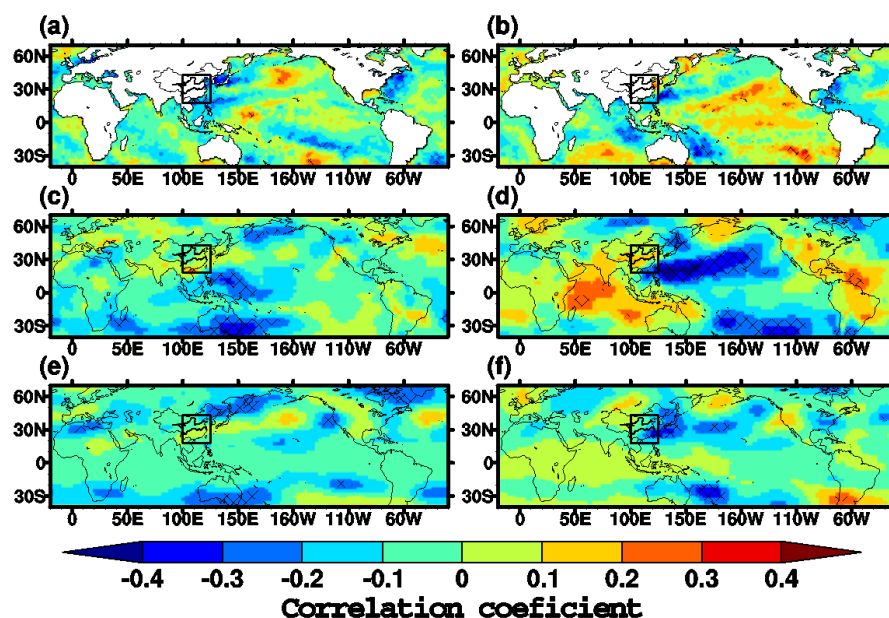 (a) (b)
60N 60N
30N 30N
0 0
30S 30S
0 50E 100E 150E 160W 110W 60W 0 50E 100E 150E 160W 110W 60W
(c) (d)
60N 60N
30N 30N
0 0
30S 30S
0 50E 100E 150E 160W 110W 60W 0 50E 100E 150E 160W 110W 60W
(e) (f)
60N 60N
30N 30N
0 0
30S 30S
0 50E 100E 150E 160W 110W 60W 0 50E 100E 150E 160W 110W 60W
-0.4 -0.3 -0.2 -0.1 0 0.1 0.2 0.3 0.4
Correlation coeficient